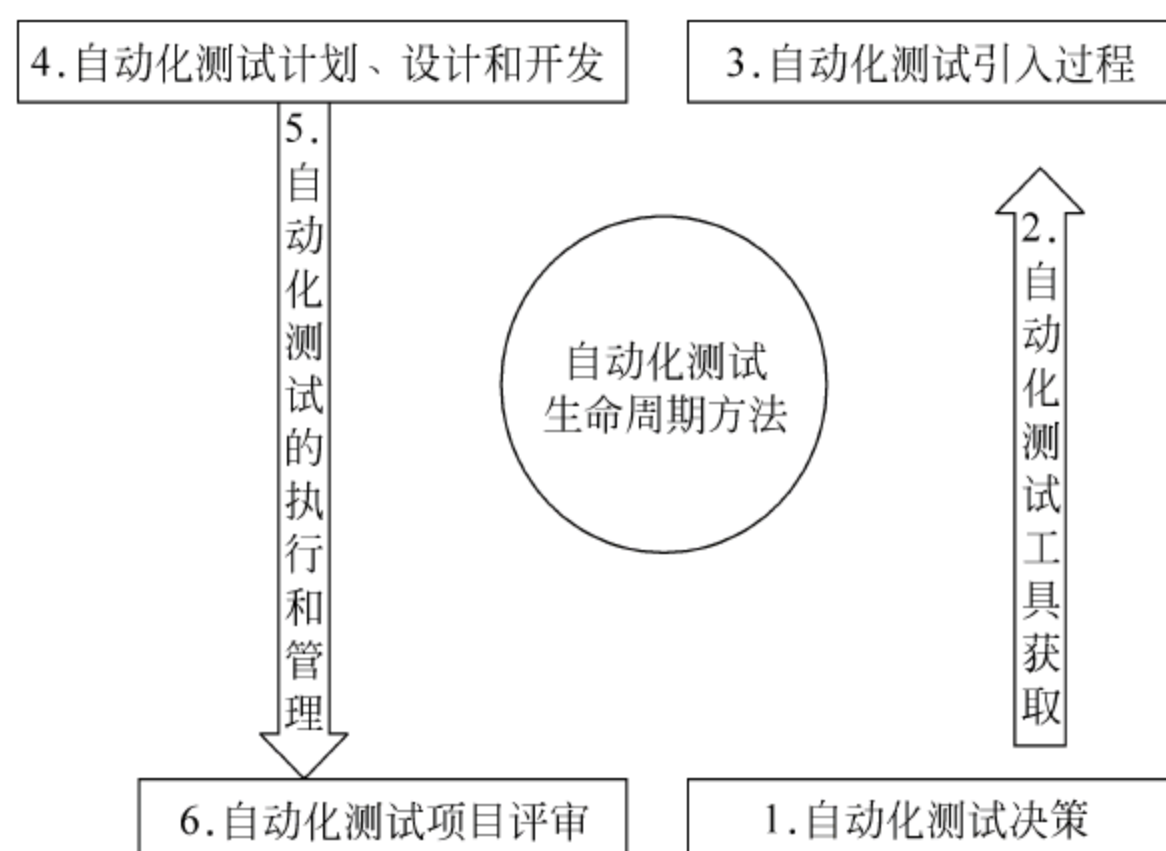 4.自动化测试计划、设计和开发
3.自动化测试引入过程
5.自动化测试的执行和管理
自动化测试
生命周期方法
2.自动化测试工具获取
6.自动化测试项目评审
1.自动化测试决策